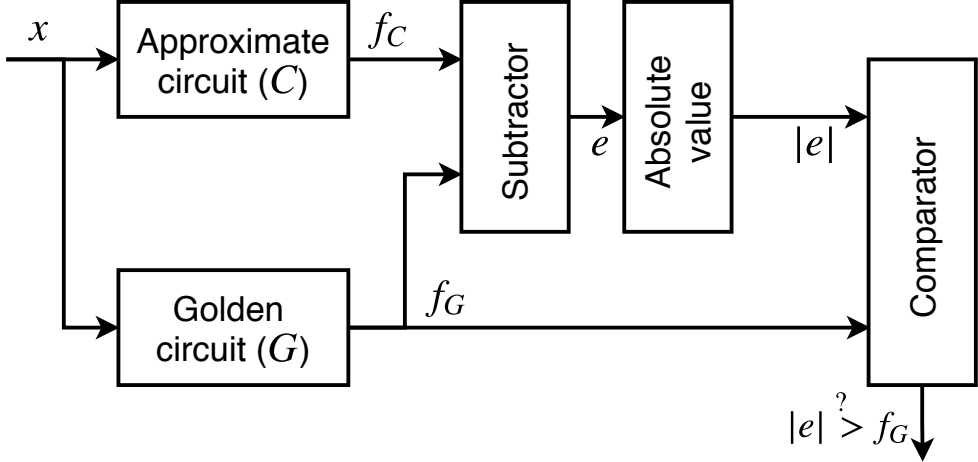 x
Approximate
circuit (C)
f_C
Subtractor
e
Absolute
value
|e|
Comparator
Golden
circuit (G)
f_G
|e| >^? f_G